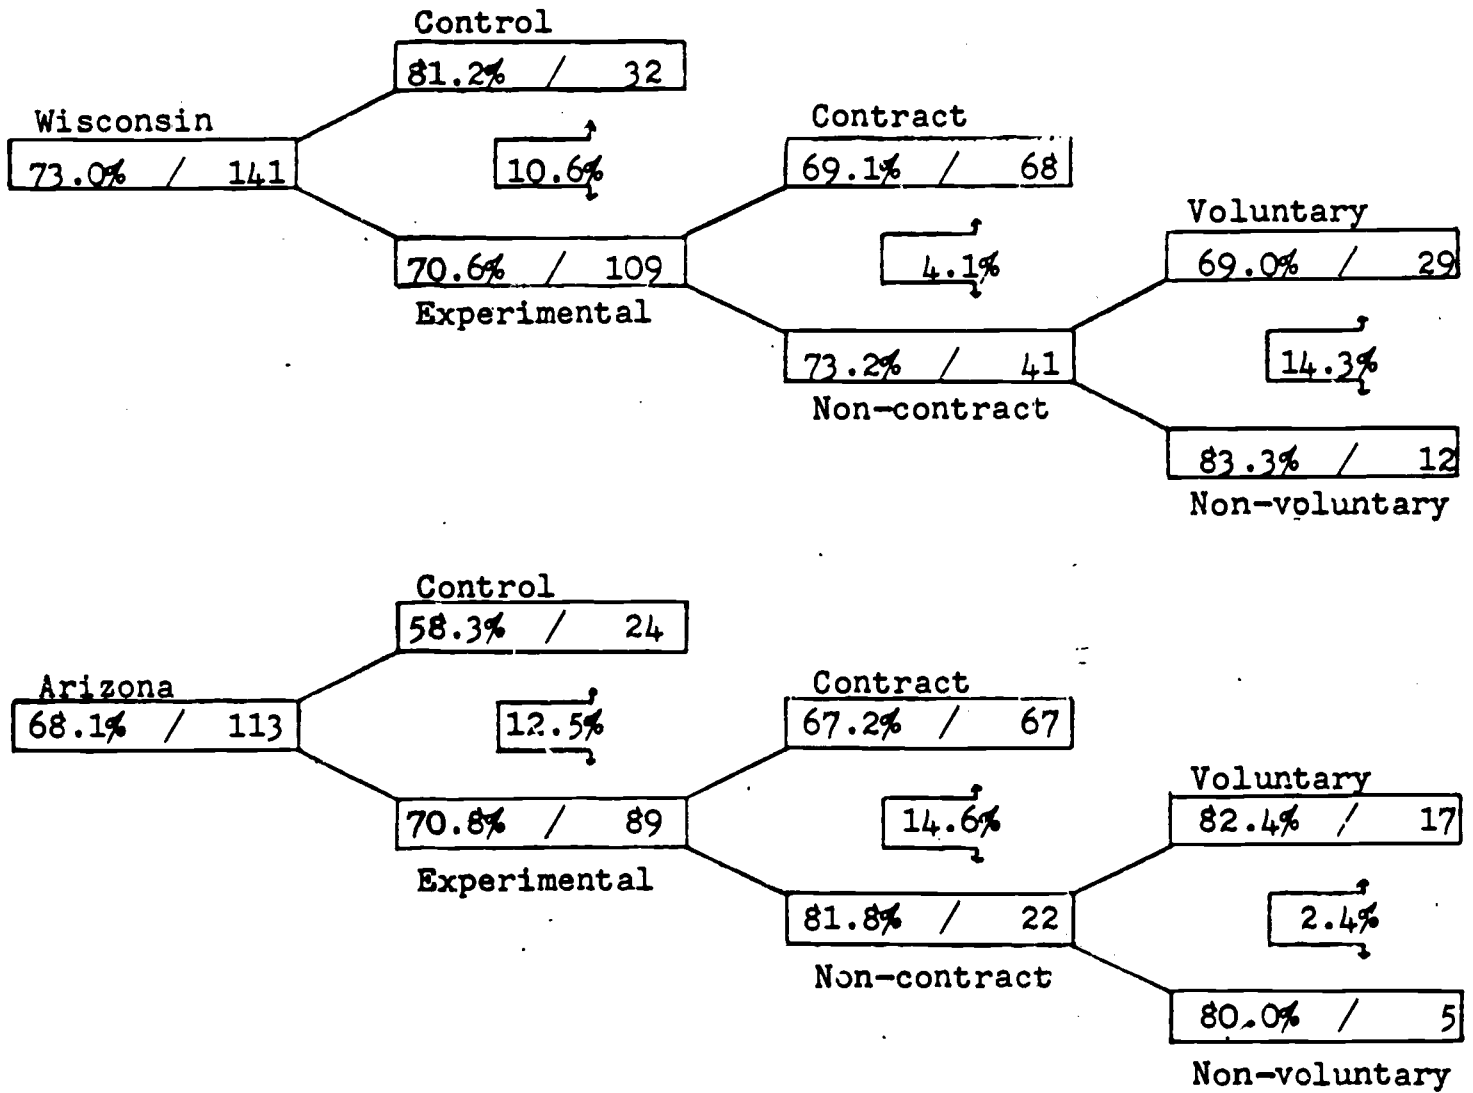 Control
81.2% / 32
Wisconsin
73.0% / 141
10.6%
Contract
69.1% / 68
70.6% / 109
Experimental
4.1%
Voluntary
69.0% / 29
73.2% / 41
Non-contract
14.3%
83.3% / 12
Non-voluntary
Control
58.3% / 24
Arizona
68.1% / 113
12.5%
Contract
67.2% / 67
70.8% / 89
Experimental
14.6%
Voluntary
82.4% / 17
81.8% / 22
Non-contract
2.4%
80.0% / 5
Non-voluntary